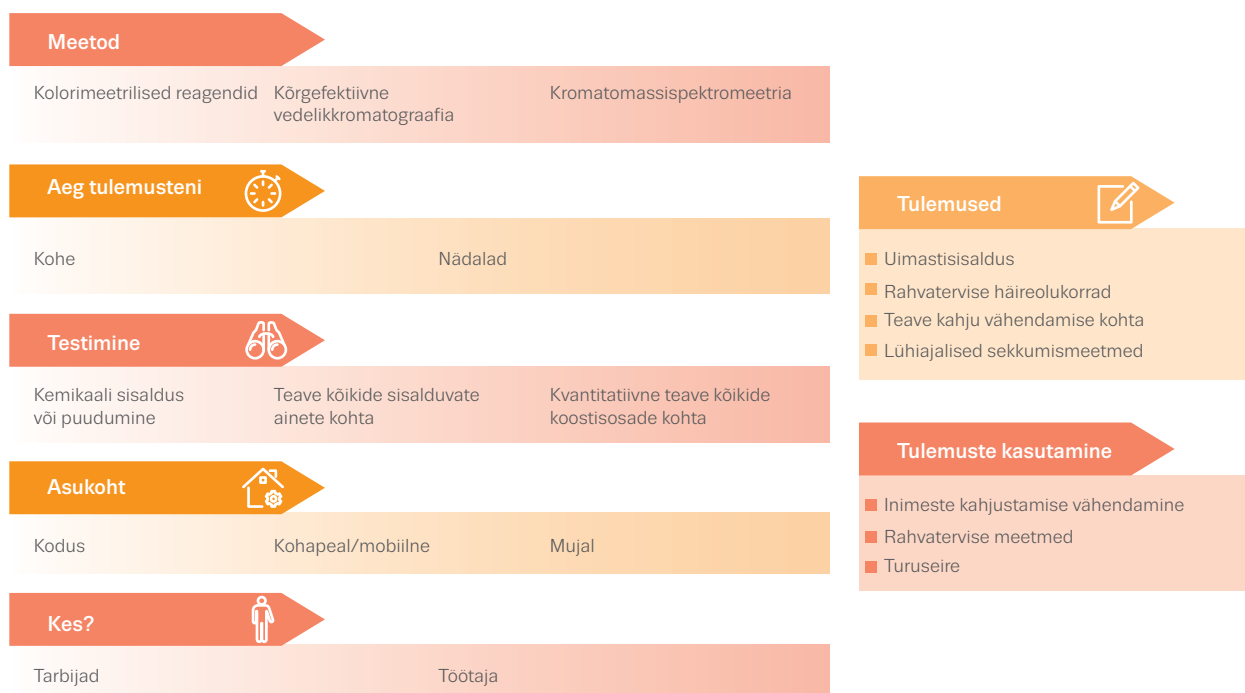 Meetod
Kolorimeetrilised reagendid
Kõrgefektiivne
vedelikkromatograafia
Kromatomassispektromeetria
Aeg tulemusteni
Kohe
Nädalad
Testimine
Kemikaali sisaldus
või puudumine
Teave kõikide sisalduvate
ainete kohta
Kvantitatiivne teave kõikide
koostisosade kohta
Asukoht
Kodus
Kohapeal/mobiilne
Mujal
Kes?
Tarbijad
Töötaja
Tulemused
Uimastisisaldus
Rahvatervise häireolukorrad
Teave kahju vähendamise kohta
Lühiajalised sekkumismeetmed
Tulemuste kasutamine
Inimeste kahjustamise vähendamine
Rahvatervise meetmed
Turuseire